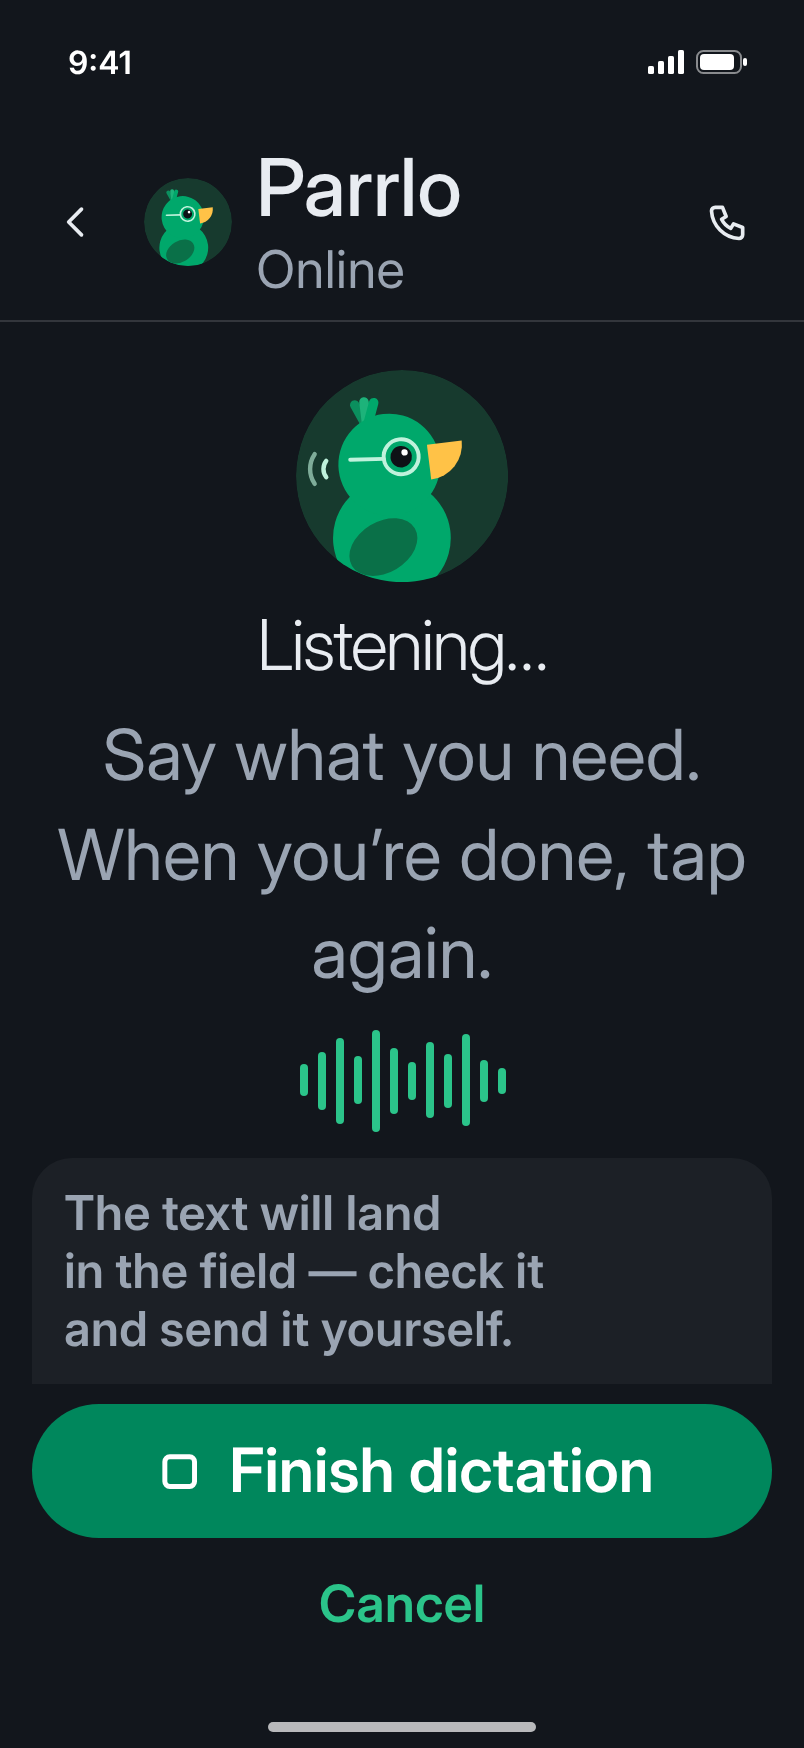 9:41
Parrlo
Online
Listening...
Say what you need.
When you’re done, tap
again.
The text will land
in the field — check it
and send it yourself.
Finish dictation
Cancel